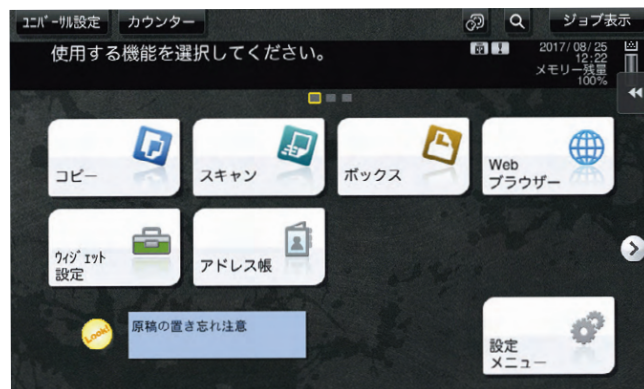 ﾕﾆﾊﾞｰｻﾙ設定
カウンター
ジョブ表示
使用する機能を選択してください。
2017/08/25
12:22
メモリー残量
100%
コピー
スキャン
ボックス
Web
ブラウザー
ｳｨｼﾞｪｯﾄ
設定
アドレス帳
Look!
原稿の置き忘れ注意
設定
メニュー